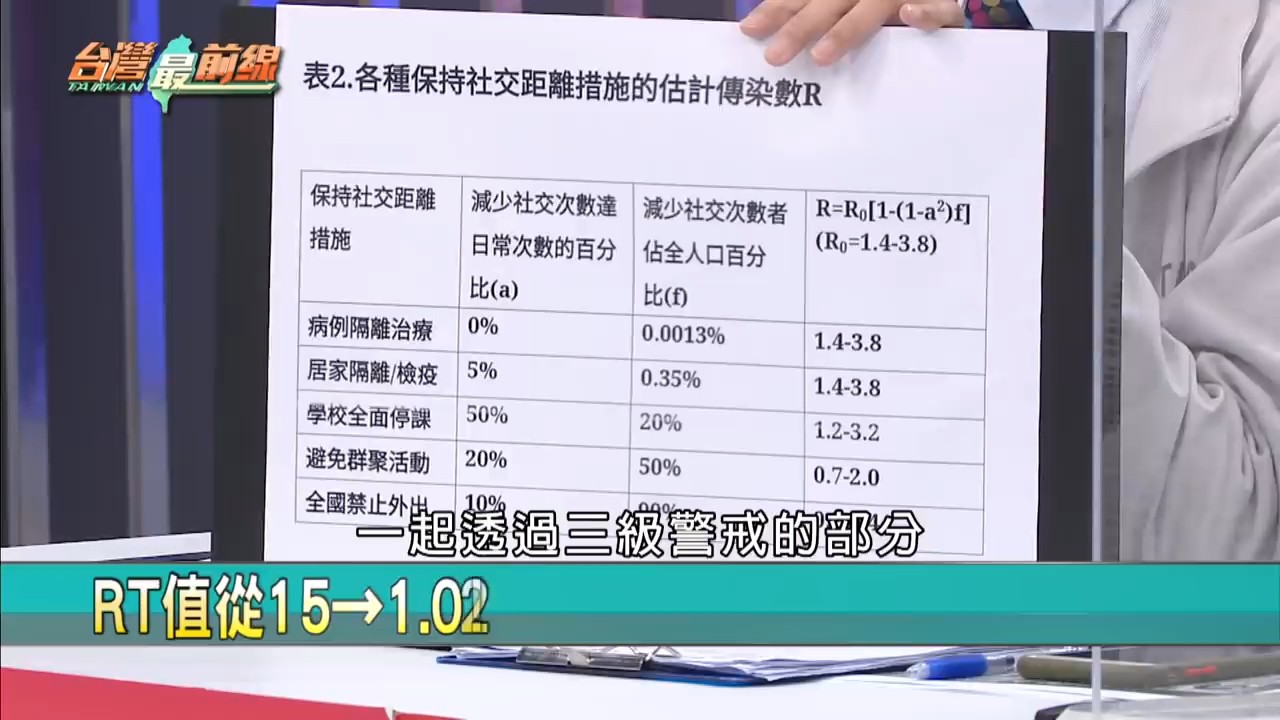 台灣最前線
TAIWAN
表2.各種保持社交距離措施的估計傳染數R
保持社交距離
措施
減少社交次數達
日常次數的百分
比(a)
減少社交次數者
佔全人口百分
比(f)
R=R₀[1-(1-a²)f]
(R₀=1.4-3.8)
病例隔離治療 0% 0.0013% 1.4-3.8
居家隔離/檢疫 5% 0.35% 1.4-3.8
學校全面停課 50% 20% 1.2-3.2
避免群聚活動 20% 50% 0.7-2.0
全國禁止外出 10%
一起透過三級警戒的部分
RT值從15→1.02